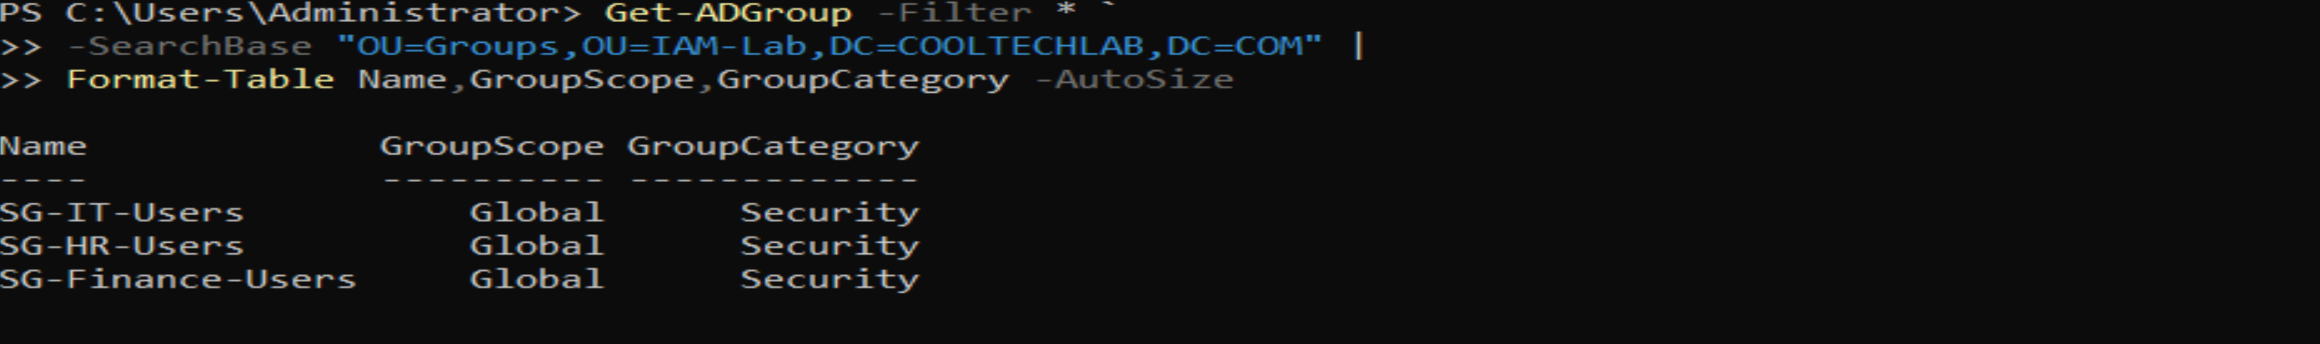 PS C:\Users\Administrator> Get-ADGroup -Filter * `
>> -SearchBase "OU=Groups,OU=IAM-Lab,DC=COOLTECHLAB,DC=COM" |
>> Format-Table Name,GroupScope,GroupCategory -AutoSize
Name GroupScope GroupCategory
---- ---------- -------------
SG-IT-Users Global Security
SG-HR-Users Global Security
SG-Finance-Users Global Security